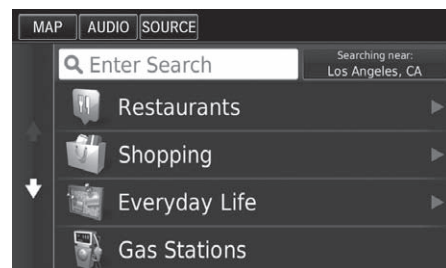 MAP AUDIO SOURCE
Enter Search
Searching near:
Los Angeles, CA
Restaurants
Shopping
Everyday Life
Gas Stations